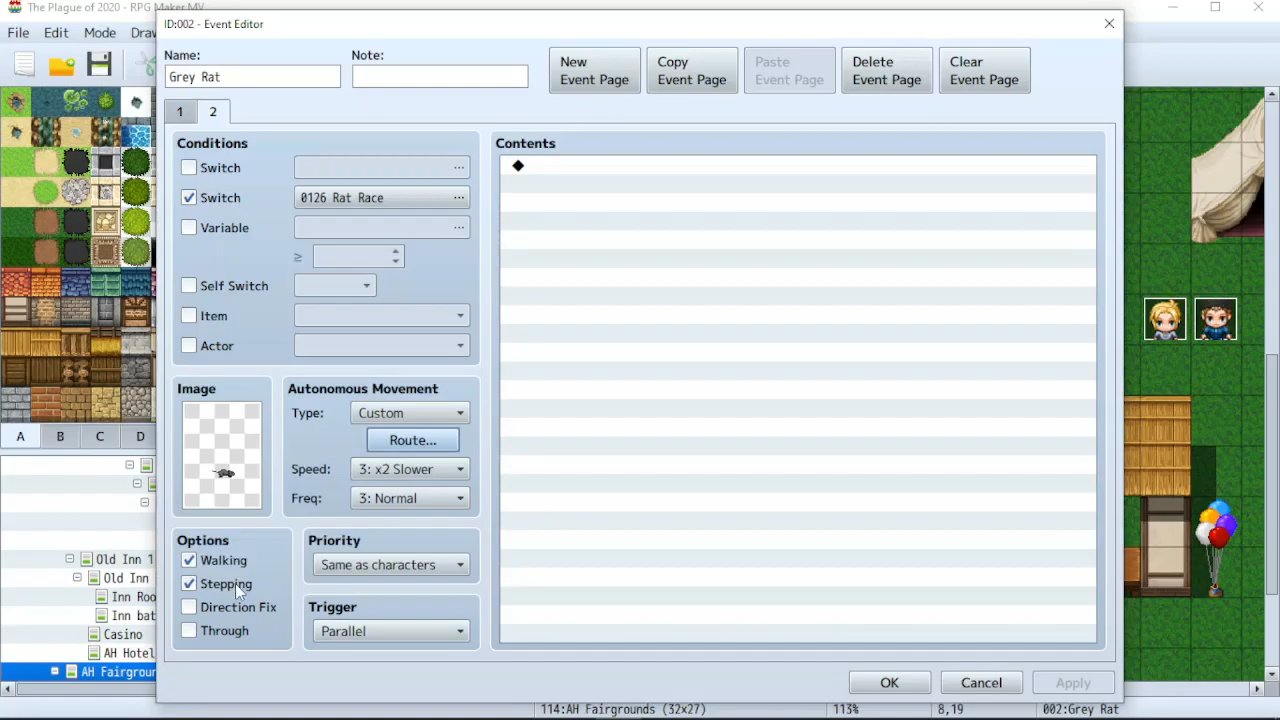 The Plague of 2020 - RPG Maker MV
File Edit Mode Draw
ID:002 - Event Editor
Name:
Grey Rat
Note:
New
Event Page
Copy
Event Page
Paste
Event Page
Delete
Event Page
Clear
Event Page
1 2
Conditions
Switch
Switch 0126 Rat Race ...
Variable
≥
Self Switch
Item
Actor
Image
Autonomous Movement
Type: Custom
Route...
Speed: 3: x2 Slower
Freq: 3: Normal
Options
Walking
Stepping
Direction Fix
Through
Priority
Same as characters
Trigger
Parallel
Contents
◆
OK Cancel Apply
A B C D
Old Inn 1
Old Inn
Inn Roo
Inn bat
Casino
AH Hotel
AH Fairgroun
114:AH Fairgrounds (32x27) 113% 8,19 002:Grey Rat